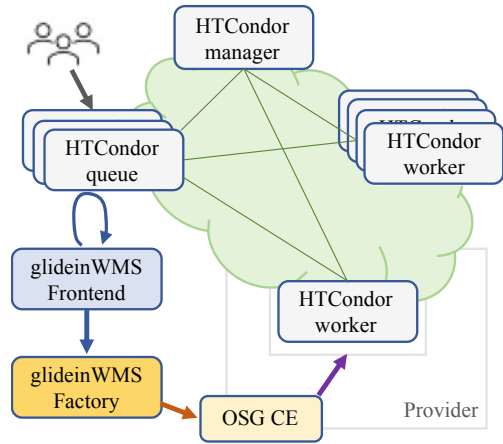 HTCondor
manager
HTCondor
queue
HTCondor
worker
glideinWMS
Frontend
HTCondor
worker
glideinWMS
Factory
OSG CE
Provider